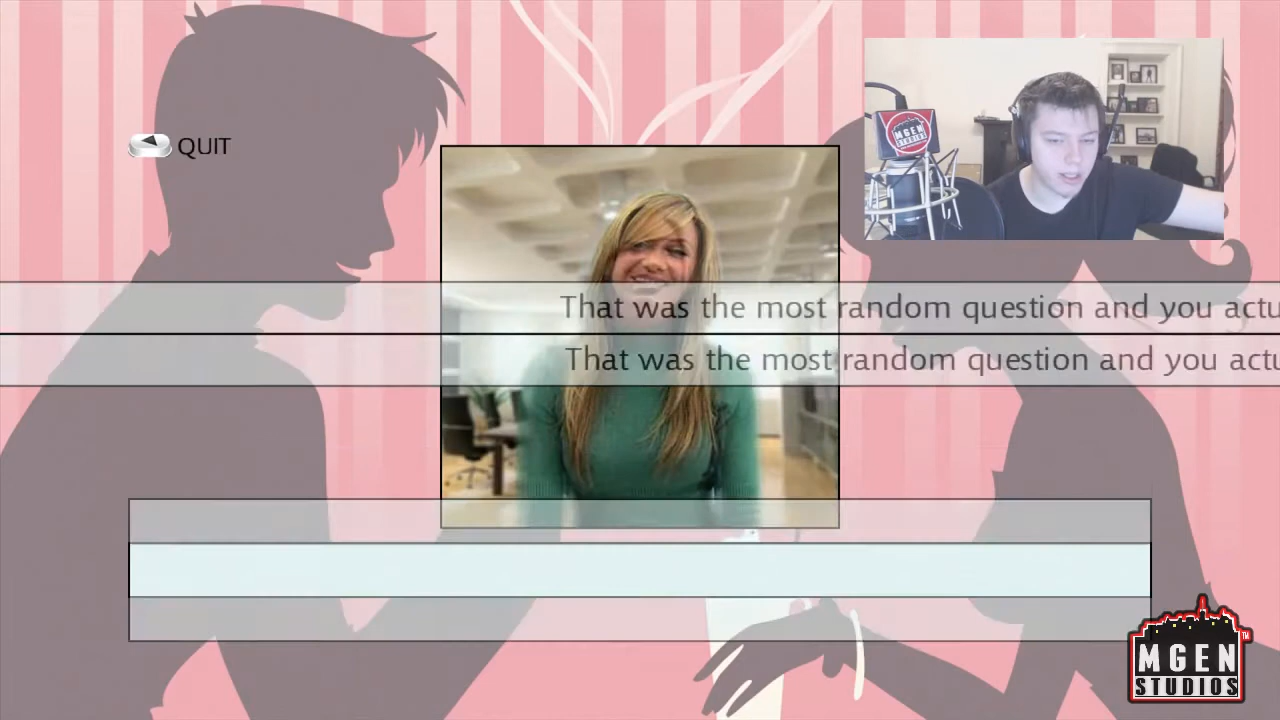 QUIT
MGEN
STUDIOS
That was the most random question and you actu
That was the most random question and you actu
MGEN
STUDIOS
TM